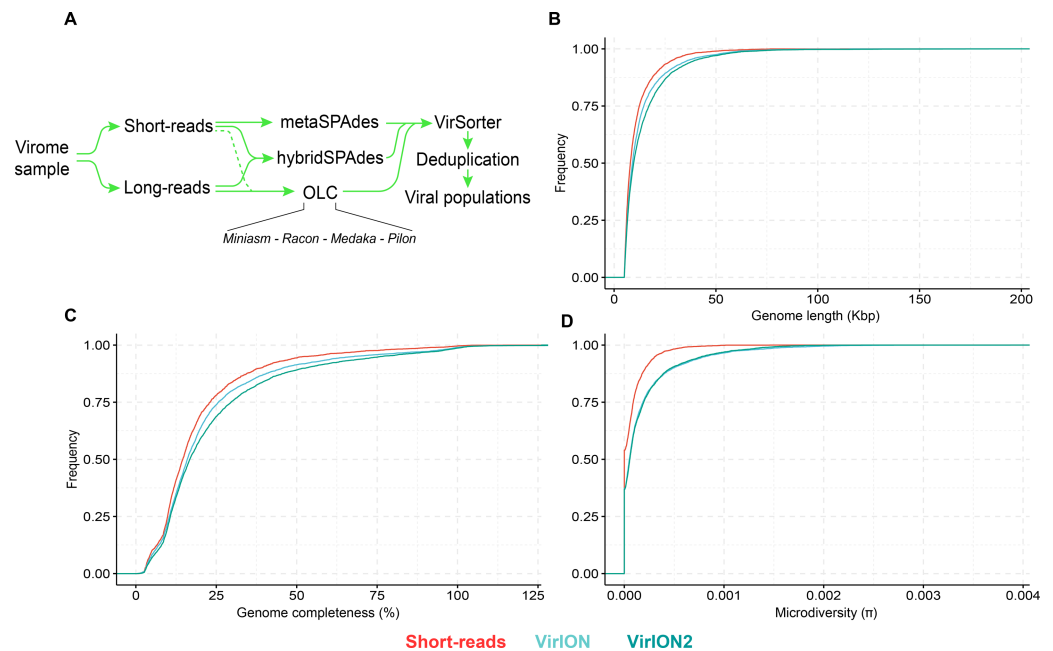 A
Virome
sample
Short-reads
Long-reads
metaSPAdes
hybridSPAdes
OLC
VirSorter
Deduplication
Viral populations
Miniasm - Racon - Medaka - Pilon
B
1.00
0.75
0.50
0.25
0.00
Frequency
0 50 100 150 200
Genome length (Kbp)
C
1.00
0.75
0.50
0.25
0.00
Frequency
0 25 50 75 100 125
Genome completeness (%)
D
1.00
0.75
0.50
0.25
0.00
0.000 0.001 0.002 0.003 0.004
Microdiversity (π)
Short-reads VirION VirION2